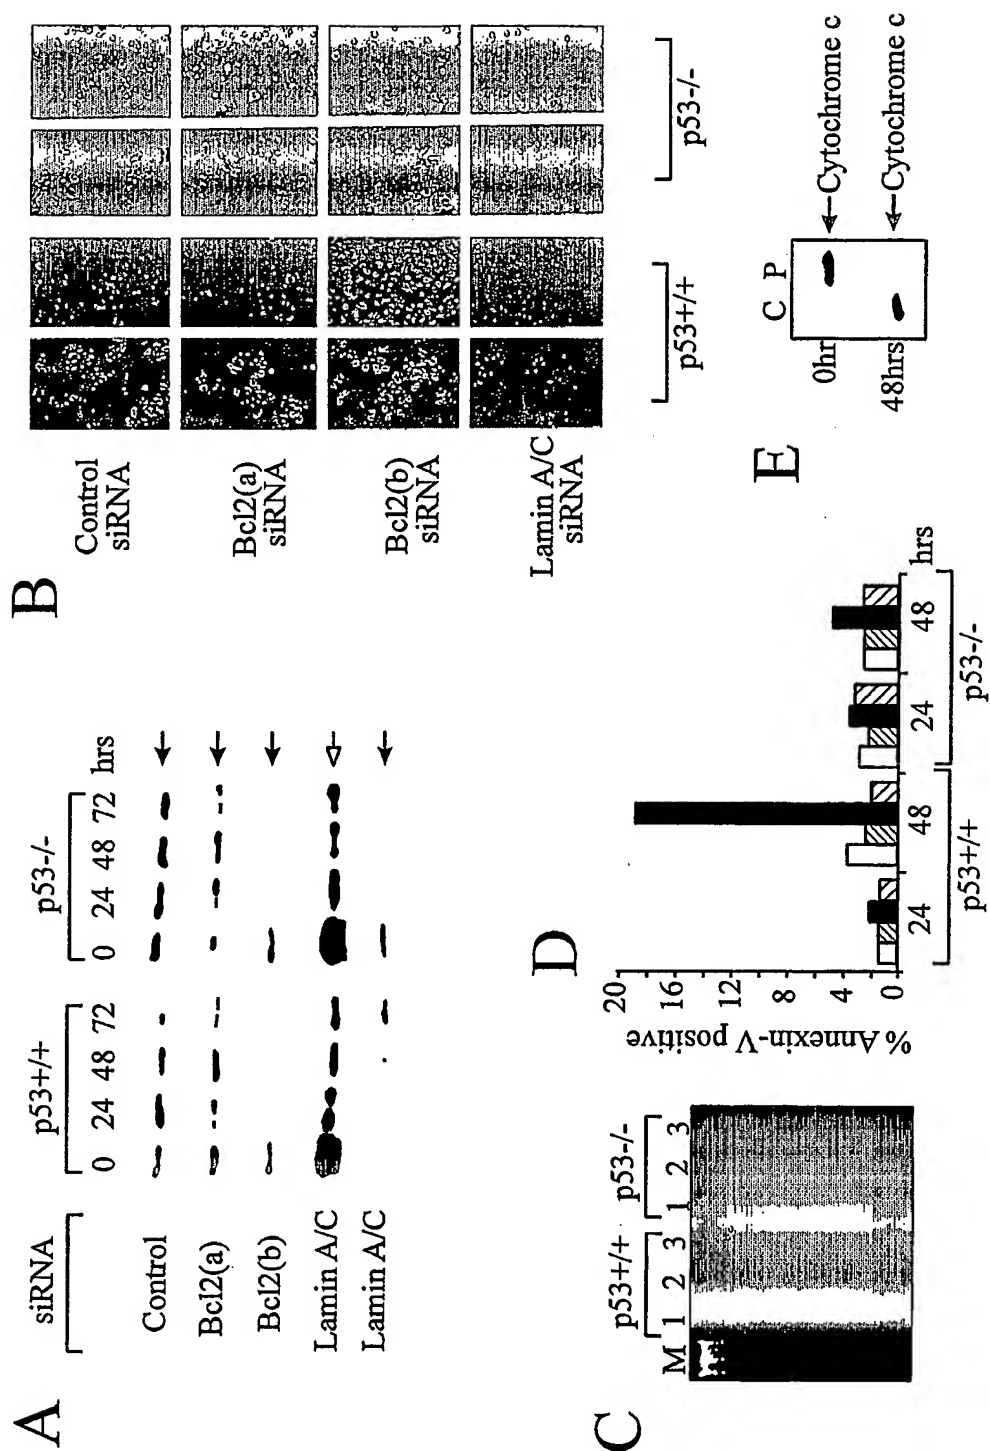 A
siRNA
p53+/+
p53-/-
0 24 48 72
0 24 48 72 hrs
Control
Bcl2(a)
Bcl2(b)
Lamin A/C
Lamin A/C
B
Control
siRNA
Bcl2(a)
siRNA
Bcl2(b)
siRNA
Lamin A/C
siRNA
p53+/+
p53-/-
C
p53+/+
p53-/-
M 1 2 3 1 2 3
D
% Annexin-V positive
20
16
12
8
4
0
24 48 24 48 hrs
p53+/+
p53-/-
E
C P
0hr
Cytochrome c
48hrs
Cytochrome c